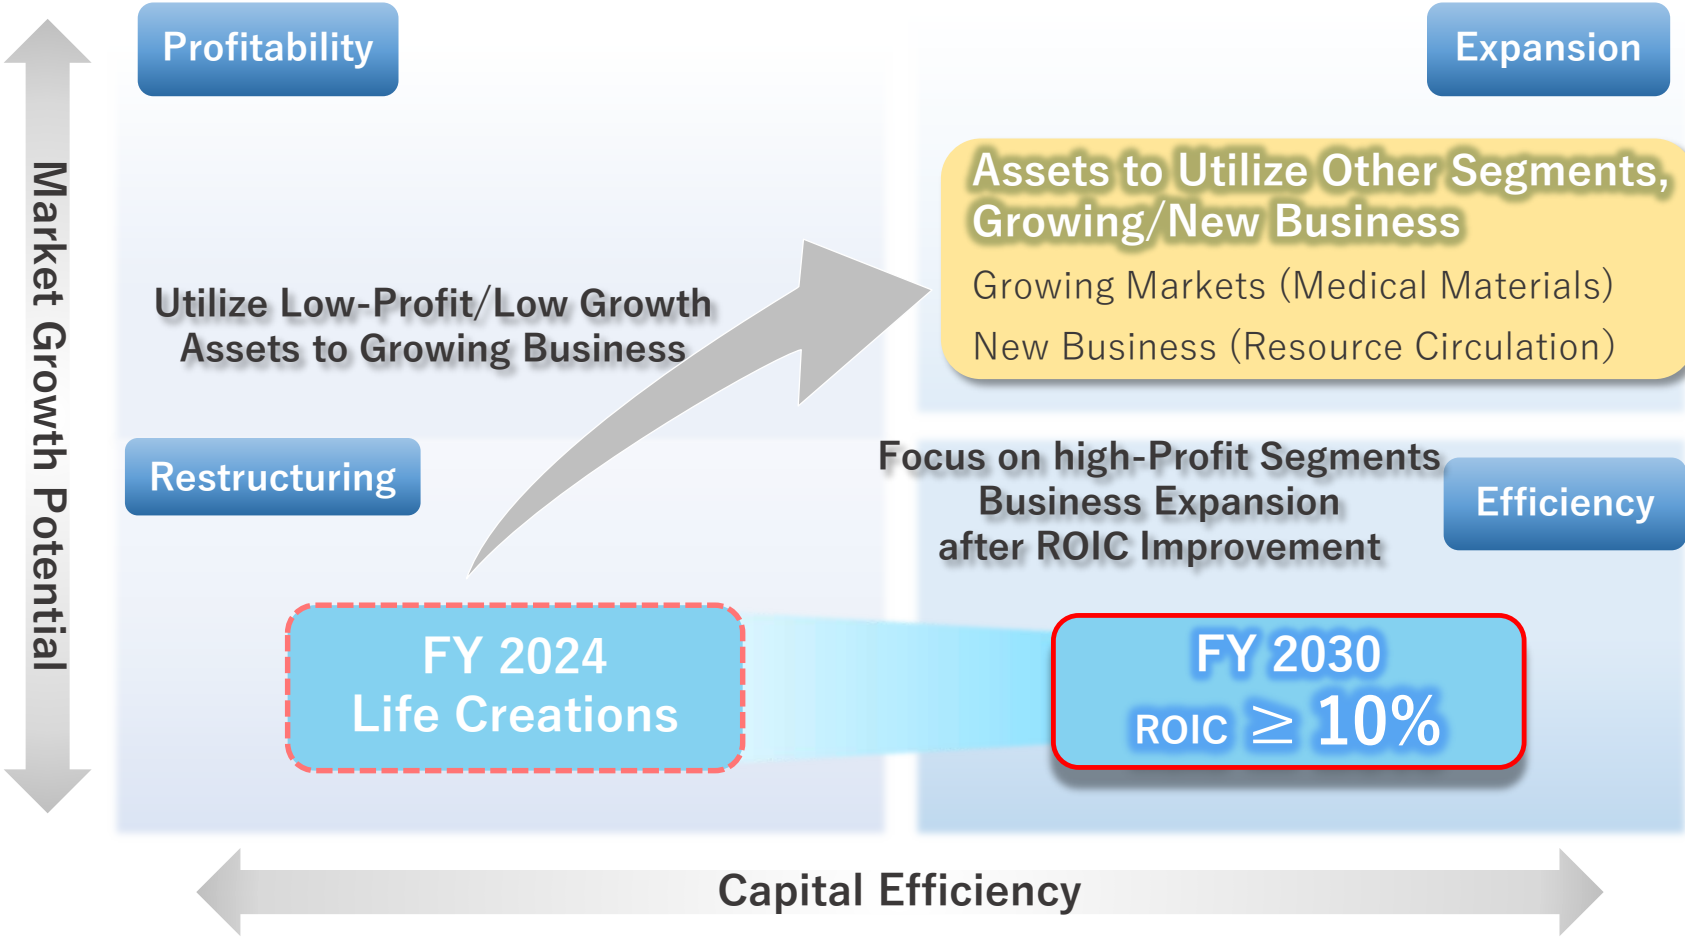 Profitability
Expansion
Market Growth Potential
Assets to Utilize Other Segments,
Growing/New Business
Growing Markets (Medical Materials)
New Business (Resource Circulation)
Utilize Low-Profit/Low Growth
Assets to Growing Business
Restructuring
Focus on high-Profit Segments
Business Expansion
after ROIC Improvement
Efficiency
FY 2024
Life Creations
FY 2030
ROIC ≥ 10%
Capital Efficiency